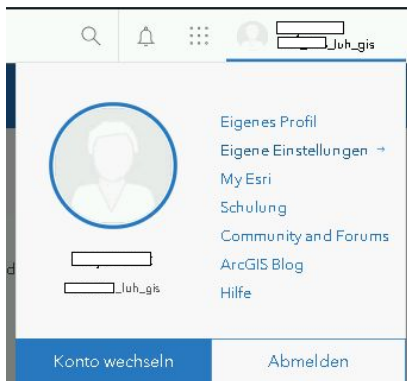 _luh_gis
Eigenes Profil
Eigene Einstellungen →
My Esri
Schulung
Community and Forums
ArcGIS Blog
_luh_gis
Hilfe
Konto wechseln
Abmelden